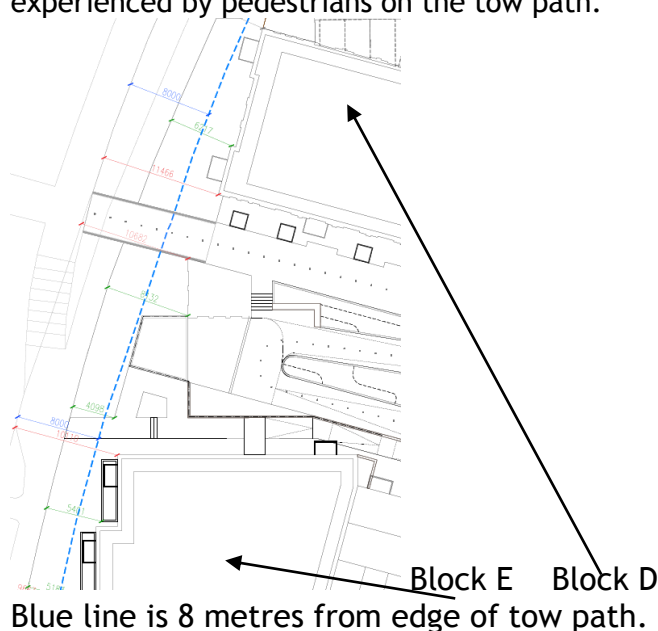 experienced by pedestrians on the tow path.
8000
11466
10682
4098
8000
Block E Block D
Blue line is 8 metres from edge of tow path.